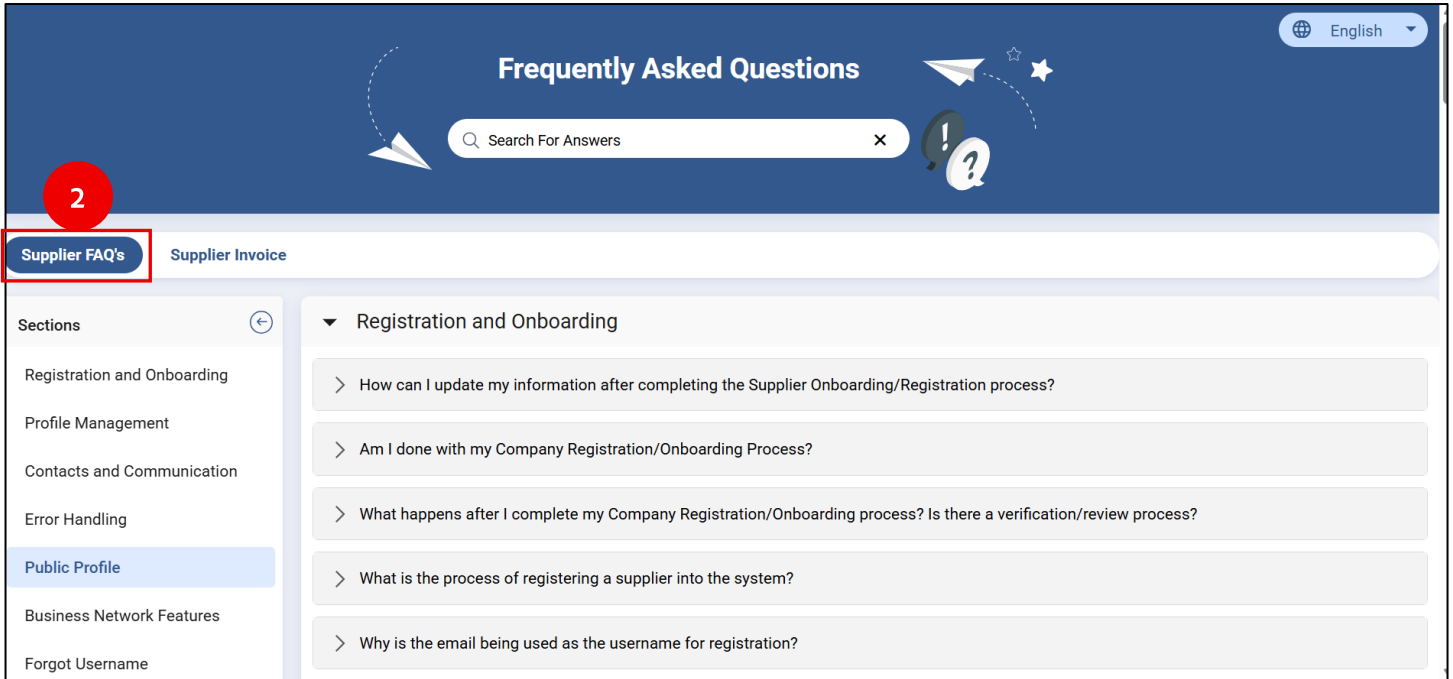 English
Frequently Asked Questions
Search For Answers
!
?
2
Supplier FAQ's
Supplier Invoice
Sections
Registration and Onboarding
Profile Management
Contacts and Communication
Error Handling
Public Profile
Business Network Features
Forgot Username
Registration and Onboarding
How can I update my information after completing the Supplier Onboarding/Registration process?
Am I done with my Company Registration/Onboarding Process?
What happens after I complete my Company Registration/Onboarding process? Is there a verification/review process?
What is the process of registering a supplier into the system?
Why is the email being used as the username for registration?